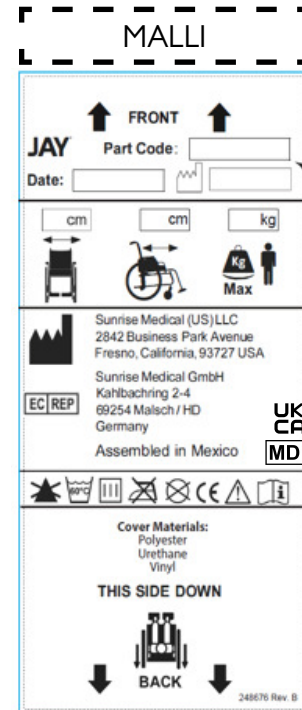 MALLI
FRONT
JAY Part Code:
Date:
cm cm kg
Kg
Max
Sunrise Medical (US)LLC
2842 Business Park Avenue
Fresno, California, 93727 USA
Sunrise Medical GmbH
Kahlbachring 2-4
69254 Malsch / HD
Germany
EC REP
UK
CA
Assembled in Mexico
MD
60°C
CE
i
Cover Materials:
Polyester
Urethane
Vinyl
THIS SIDE DOWN
BACK
248676 Rev. B